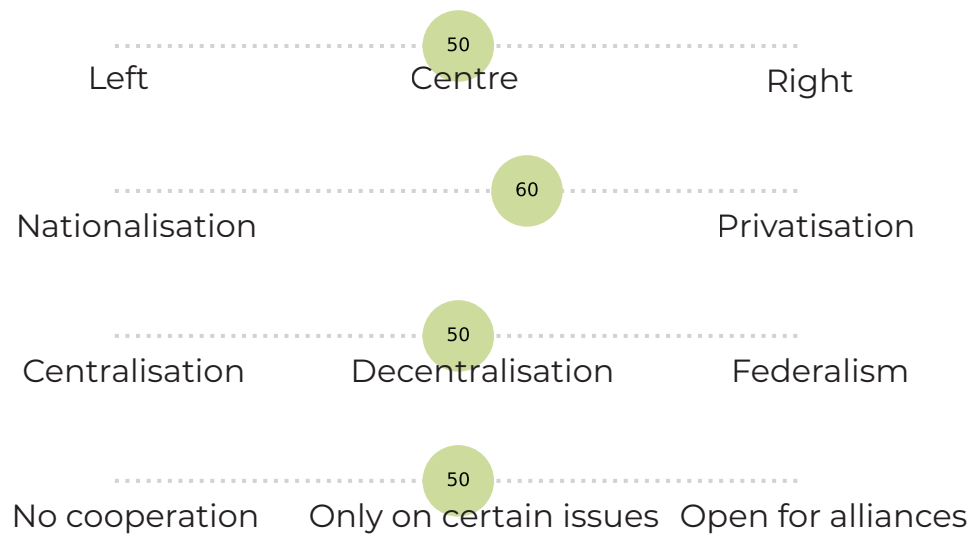 50
Left Centre Right
60
Nationalisation Privatisation
50
Centralisation Decentralisation Federalism
50
No cooperation Only on certain issues Open for alliances